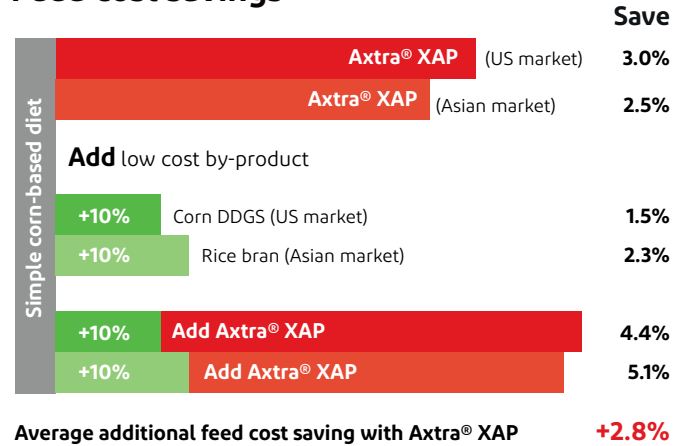 Feed cost savings
Save
Simple corn-based diet
Axtra® XAP (US market) 3.0%
Axtra® XAP (Asian market) 2.5%
Add low cost by-product
+10% Corn DDGS (US market) 1.5%
+10% Rice bran (Asian market) 2.3%
+10% Add Axtra® XAP 4.4%
+10% Add Axtra® XAP 5.1%
Average additional feed cost saving with Axtra® XAP +2.8%